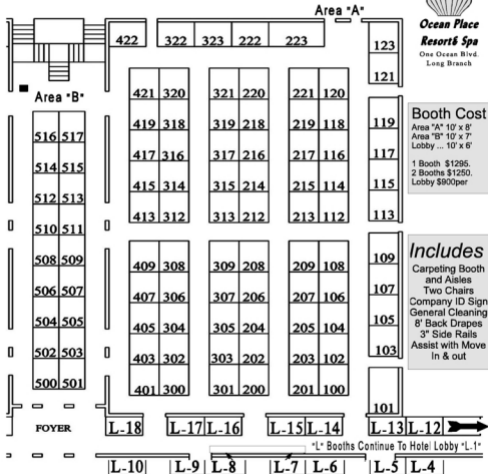 Area "A"
Ocean Place
Resort& Spa
One Ocean Blvd.
Long Branch
422 322 323 222 223 123
121
Area "B"
421 320 321 220 221 120
516 517 419 318 319 218 219 118 119
417 316 317 216 217 116 117
514 515 415 314 315 214 215 114 115
512 513 413 312 313 212 213 112 113
510 511
508 509 409 308 309 208 209 108 109
506 507 407 306 307 206 207 106 107
504 505 405 304 305 204 205 104 105
502 503 403 302 303 202 203 102 103
500 501 401 300 301 200 201 100 101
FOYER L-18 L-17 L-16 L-15 L-14 L-13 L-12
"L" Booths Continue To Hotel Lobby "L-1"
L-10 L-9 L-8 L-7 L-6 L-5 L-4
Booth Cost
Area "A" 10' x 8'
Area "B" 10' x 7'
Lobby ... 10' x 6'
1 Booth $1295.
2 Booths $1250.
Lobby $900per
Includes
Carpeting Booth
and Aisles
Two Chairs
Company ID Sign
General Cleaning
8' Back Drapes
3" Side Rails
Assist with Move
In & out